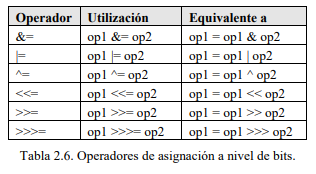 Operador Utilización Equivalente a
&= op1 &= op2 op1 = op1 & op2
|= op1 |= op2 op1 = op1 | op2
^= op1 ^= op2 op1 = op1 ^ op2
<<= op1 <<= op2 op1 = op1 << op2
>>= op1 >>= op2 op1 = op1 >> op2
>>>= op1 >>>= op2 op1 = op1 >>> op2
Tabla 2.6. Operadores de asignación a nivel de bits.